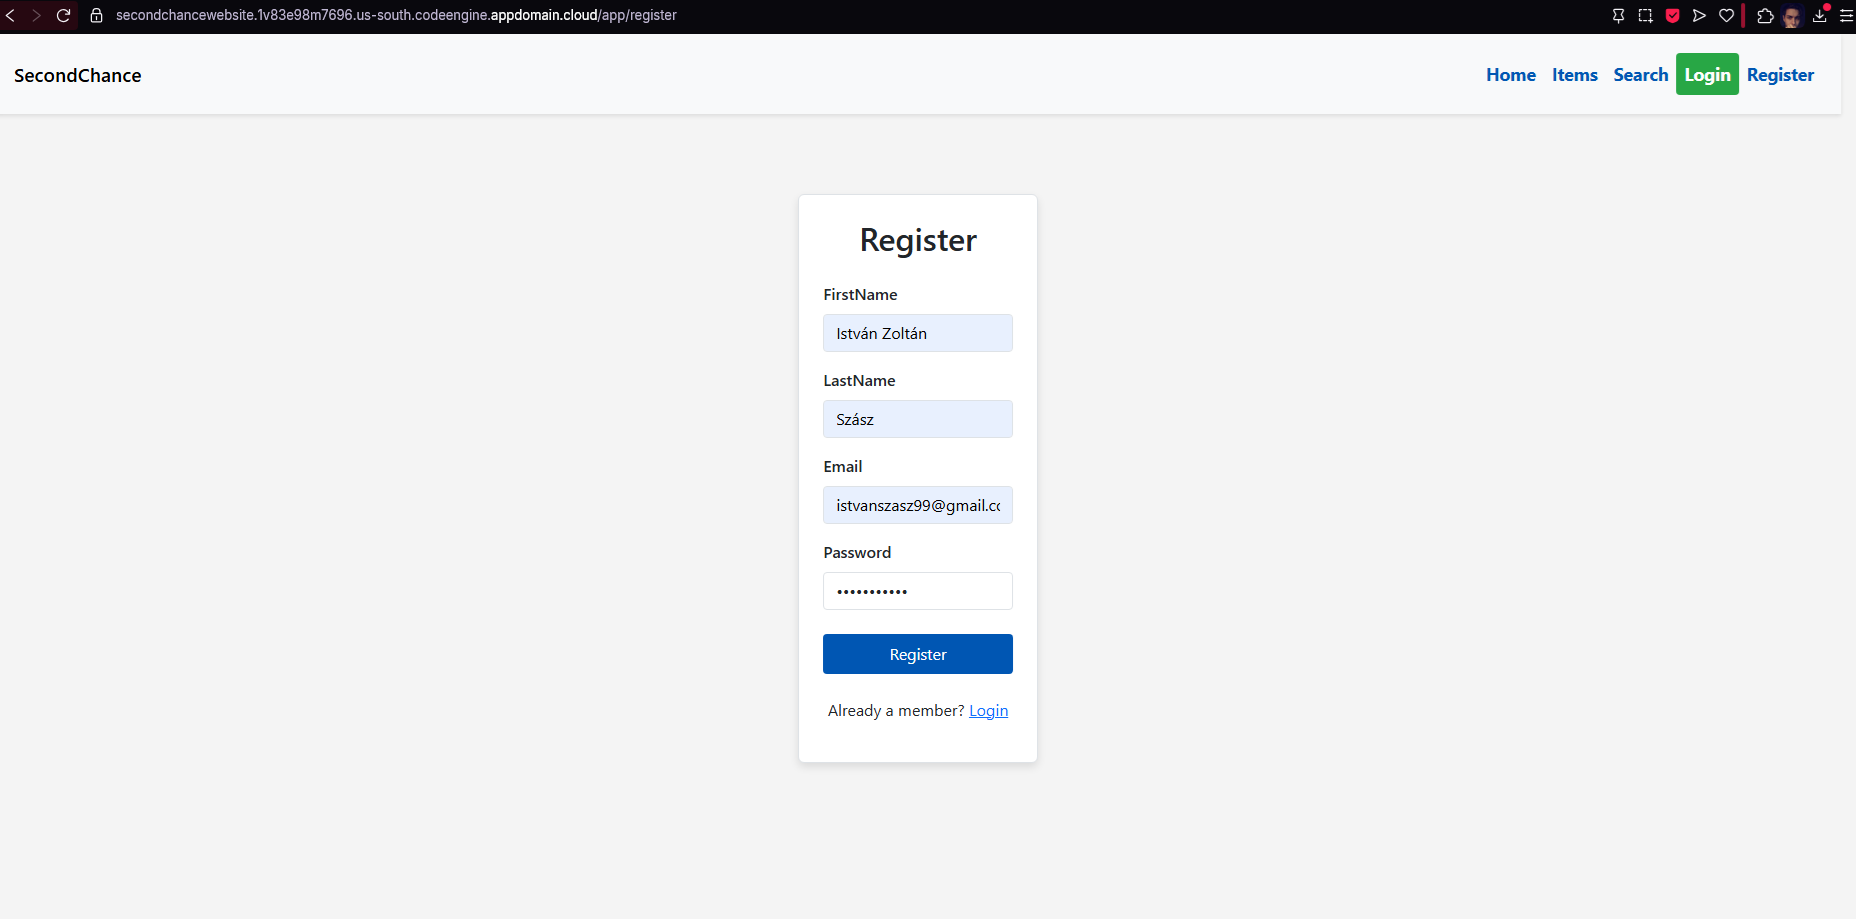 secondchancewebsite.1v83e98m7696.us-south.codeengine.appdomain.cloud/app/register
SecondChance
Home Items Search Login Register
Register
FirstName
István Zoltán
LastName
Szász
Email
istvanszasz99@gmail.co
Password
•••••••••••
Register
Already a member? Login